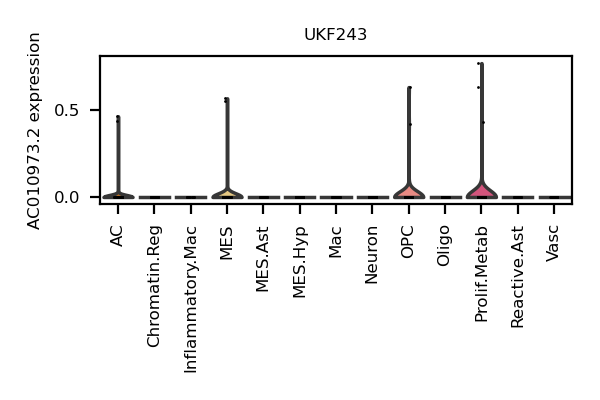 UKF243
AC010973.2 expression
0.5
0.0
AC
Chromatin.Reg
Inflammatory.Mac
MES
MES.Ast
MES.Hyp
Mac
Neuron
OPC
Oligo
Prolif.Metab
Reactive.Ast
Vasc